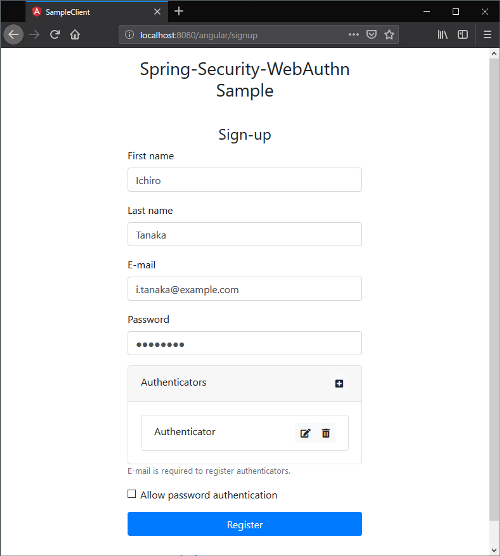 SampleClient
localhost:8080/angular/signup
Spring-Security-WebAuthn
Sample
Sign-up
First name
Ichiro
Last name
Tanaka
E-mail
i.tanaka@example.com
Password
●●●●●●●●
Authenticators
Authenticator
E-mail is required to register authenticators.
Allow password authentication
Register